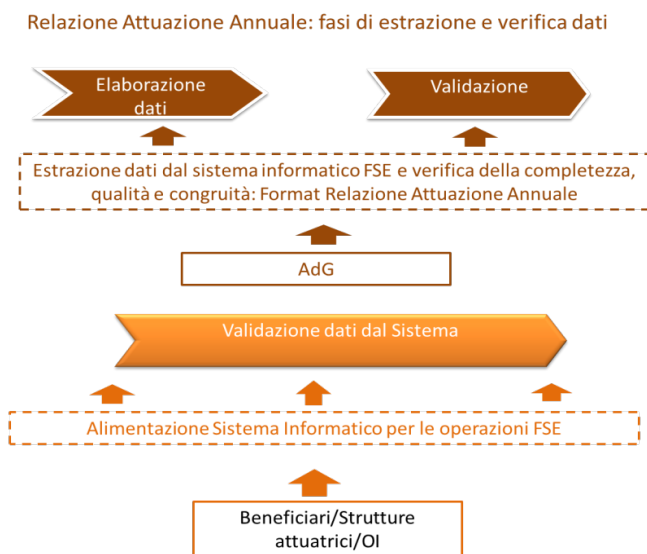 Relazione Attuazione Annuale: fasi di estrazione e verifica dati
Elaborazione
dati
Validazione
Estrazione dati dal sistema informatico FSE e verifica della completezza,
qualità e congruità: Format Relazione Attuazione Annuale
AdG
Validazione dati dal Sistema
Alimentazione Sistema Informatico per le operazioni FSE
Beneficiari/Strutture
attuatrici/OI